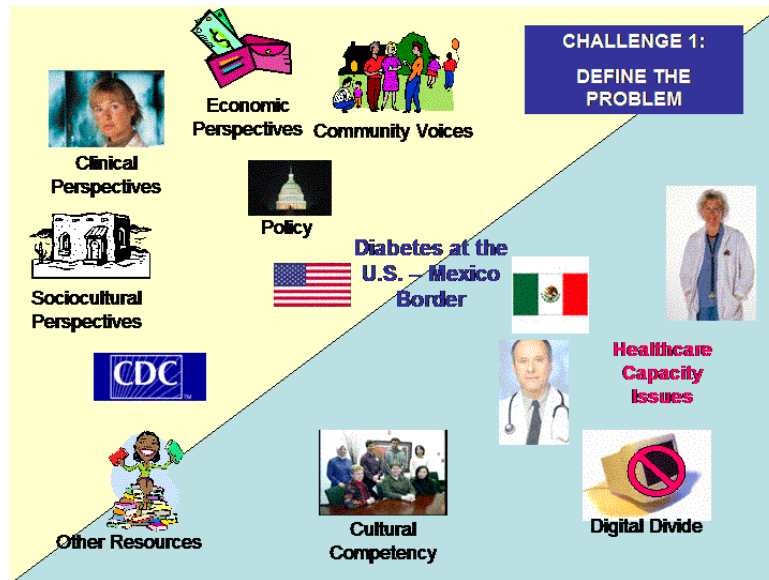 CHALLENGE 1:
DEFINE THE
PROBLEM
Economic
Perspectives
Community Voices
Clinical
Perspectives
Policy
Diabetes at the
U.S. – Mexico
Border
Sociocultural
Perspectives
Healthcare
Capacity
Issues
CDC
TM
Other Resources
Cultural
Competency
Digital Divide